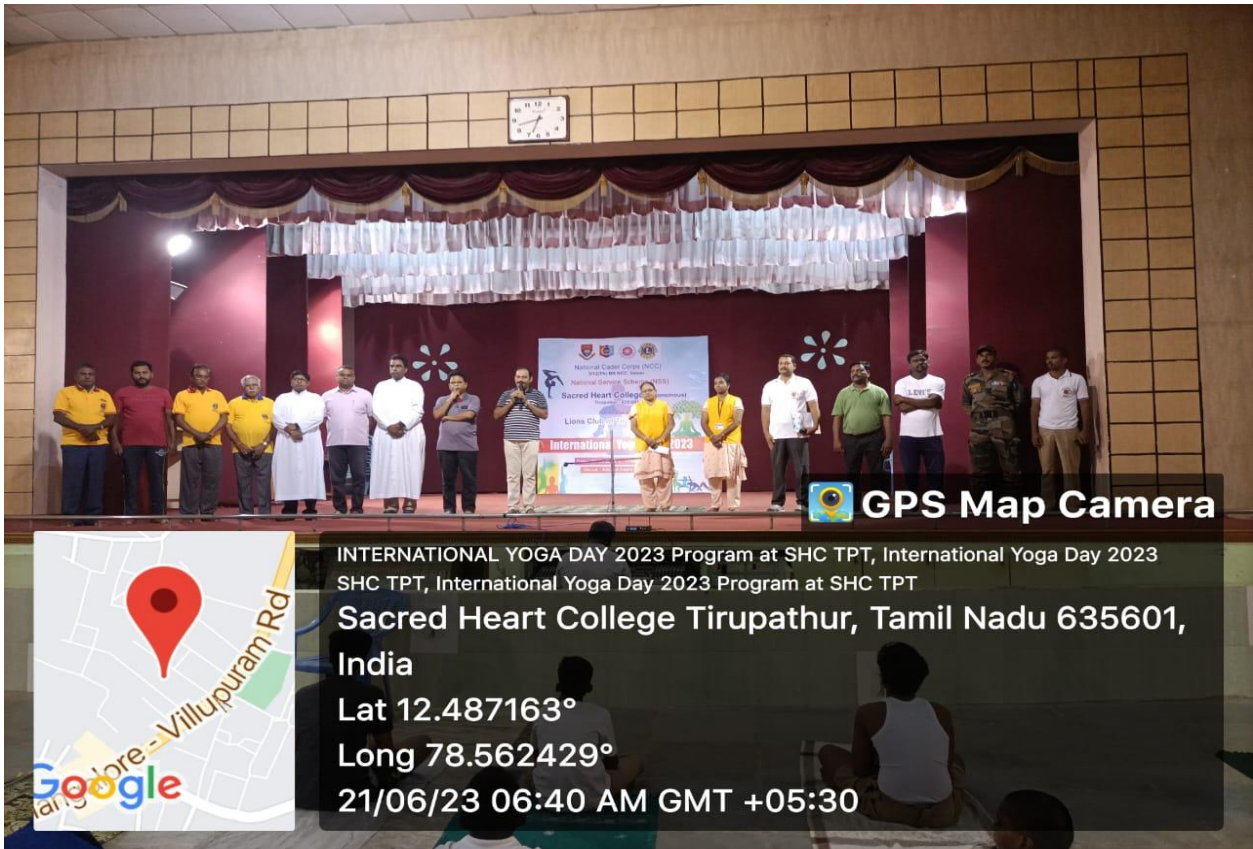 11 12 1
National Cadet Corps (NCC)
National Service Scheme (NSS)
Sacred Heart College
Lions Club
International 2023
GPS Map Camera
INTERNATIONAL YOGA DAY 2023 Program at SHC TPT, International Yoga Day 2023
SHC TPT, International Yoga Day 2023 Program at SHC TPT
Sacred Heart College Tirupathur, Tamil Nadu 635601,
India
Lat 12.487163°
Long 78.562429°
21/06/23 06:40 AM GMT +05:30
Villupuram Rd
Google